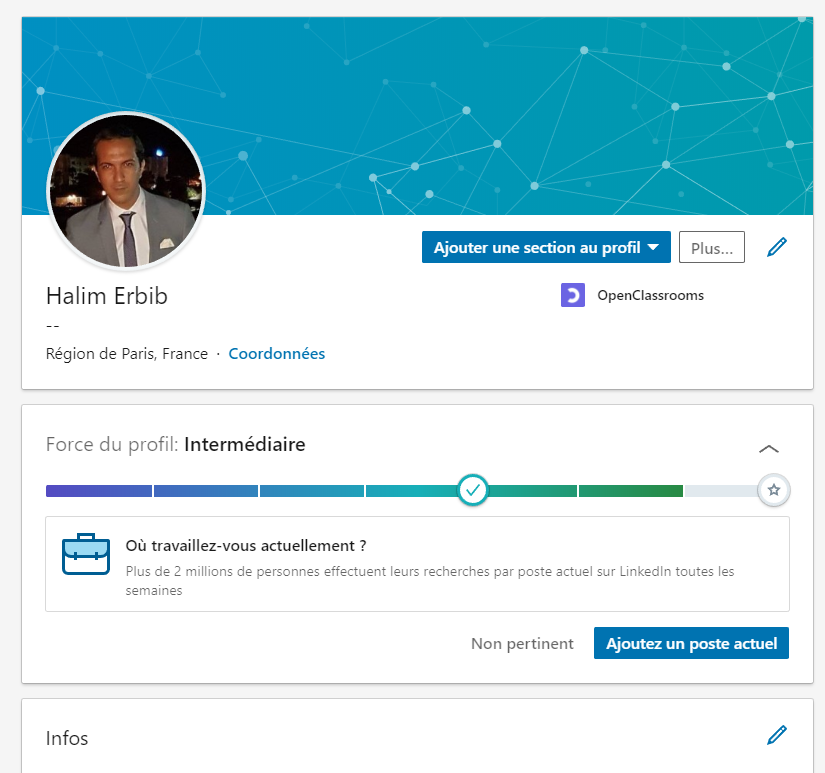 Ajouter une section au profil
Plus...
Halim Erbib
OpenClassrooms
--
Région de Paris, France · Coordonnées
Force du profil: Intermédiaire
Où travaillez-vous actuellement ?
Plus de 2 millions de personnes effectuent leurs recherches par poste actuel sur LinkedIn toutes les
semaines
Non pertinent
Ajoutez un poste actuel
Infos